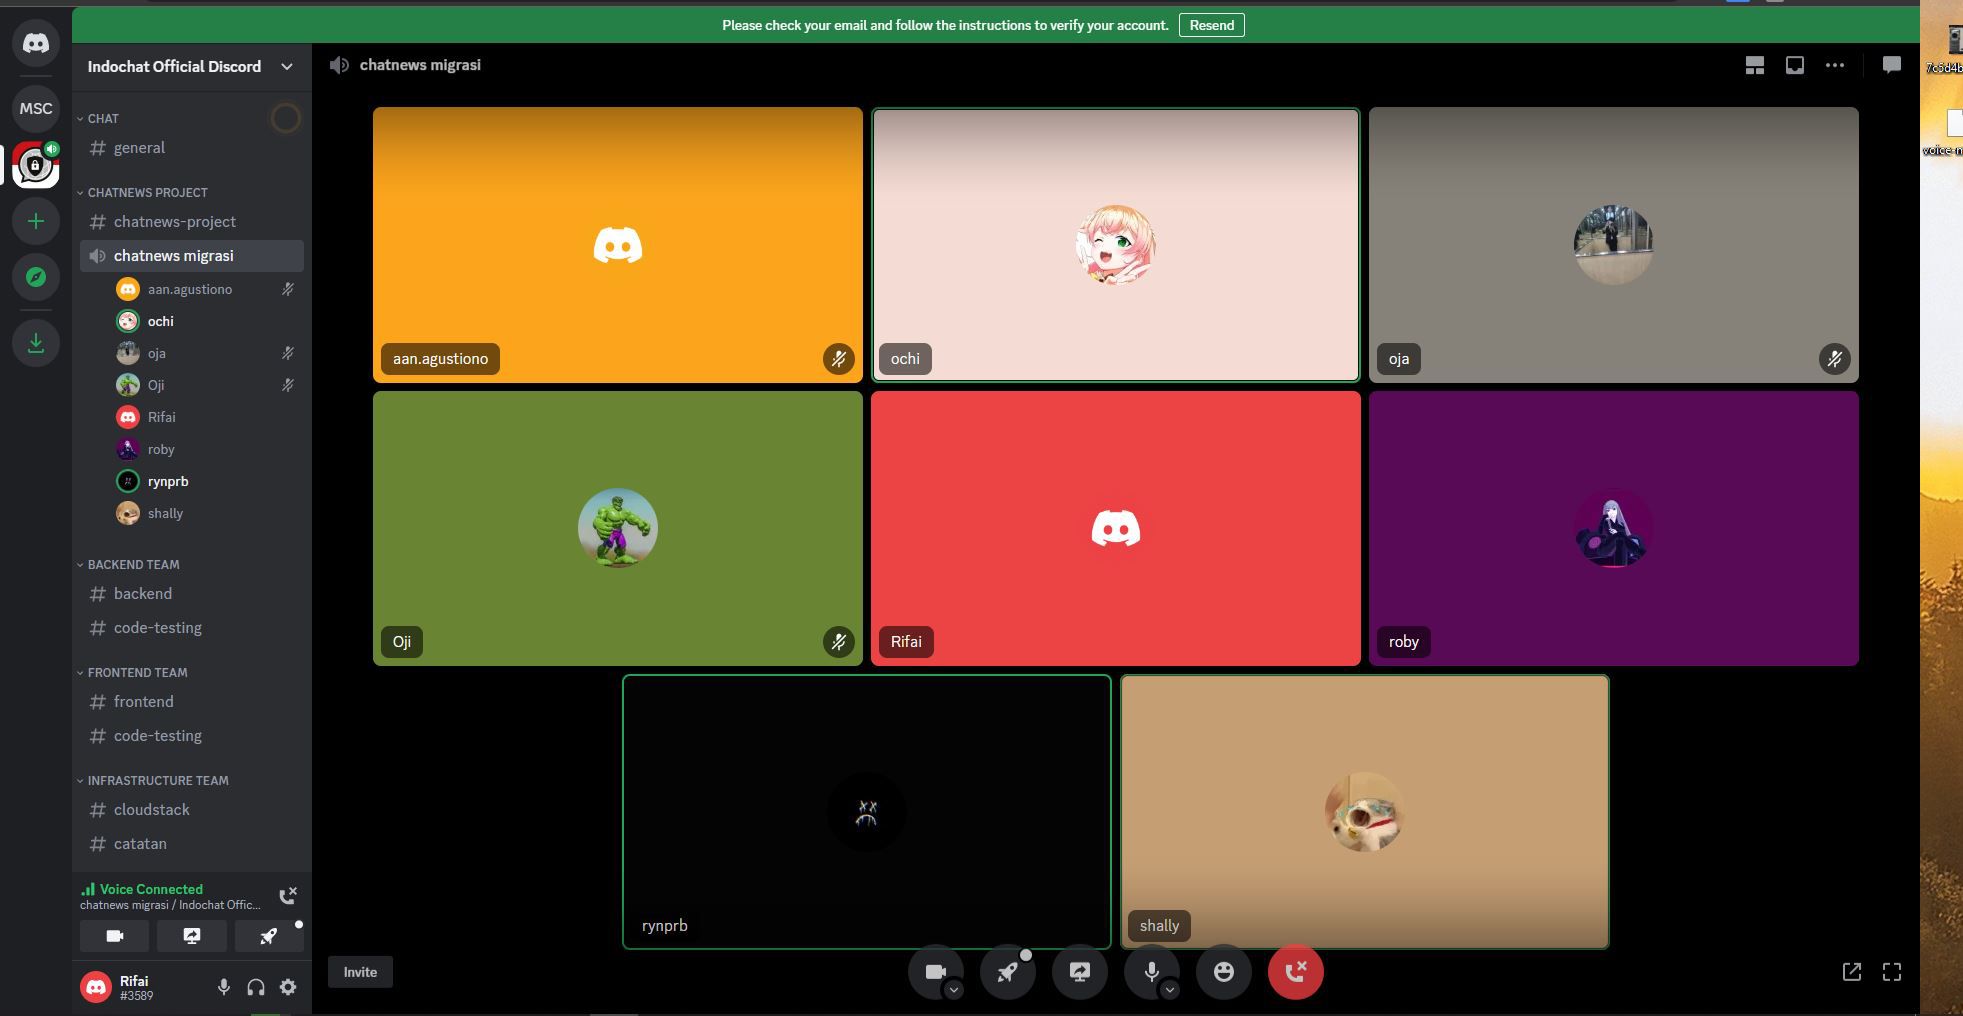 Please check your email and follow the instructions to verify your account. Resend
Indochat Official Discord
MSC
CHAT
# general
CHATNEWS PROJECT
# chatnews-project
chatnews migrasi
aan.agustiono
ochi
oja
Oji
Rifai
roby
rynprb
shally
BACKEND TEAM
# backend
# code-testing
FRONTEND TEAM
# frontend
# code-testing
INFRASTRUCTURE TEAM
# cloudstack
# catatan
Voice Connected
chatnews migrasi / Indochat Offic...
Rifai
#3589
chatnews migrasi
aan.agustiono
ochi
oja
Oji
Rifai
roby
rynprb
shally
Invite